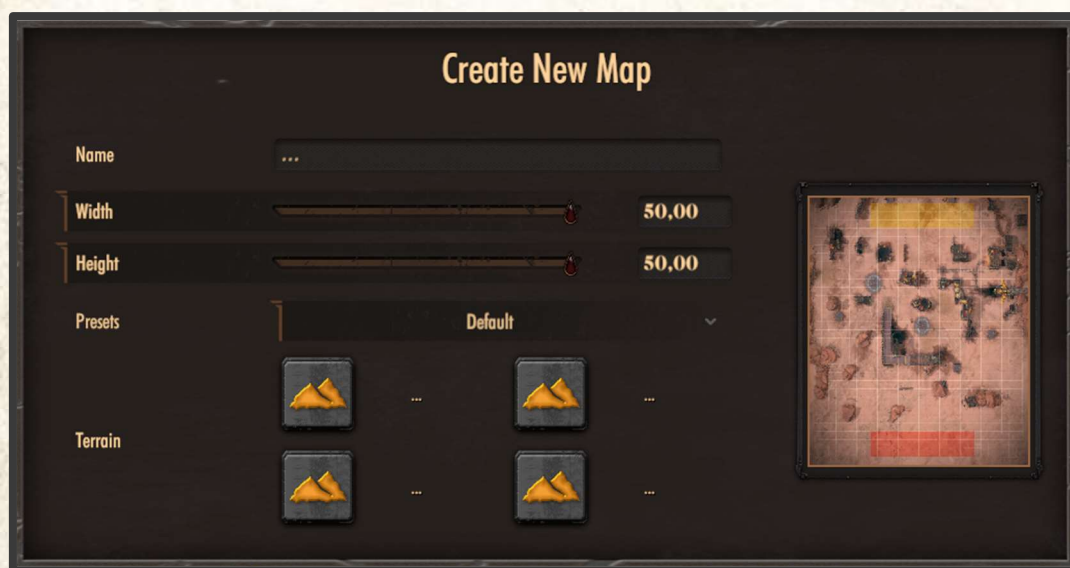 Create New Map
Name ...
Width 50,00
Height 50,00
Presets Default
... ...
Terrain
... ...